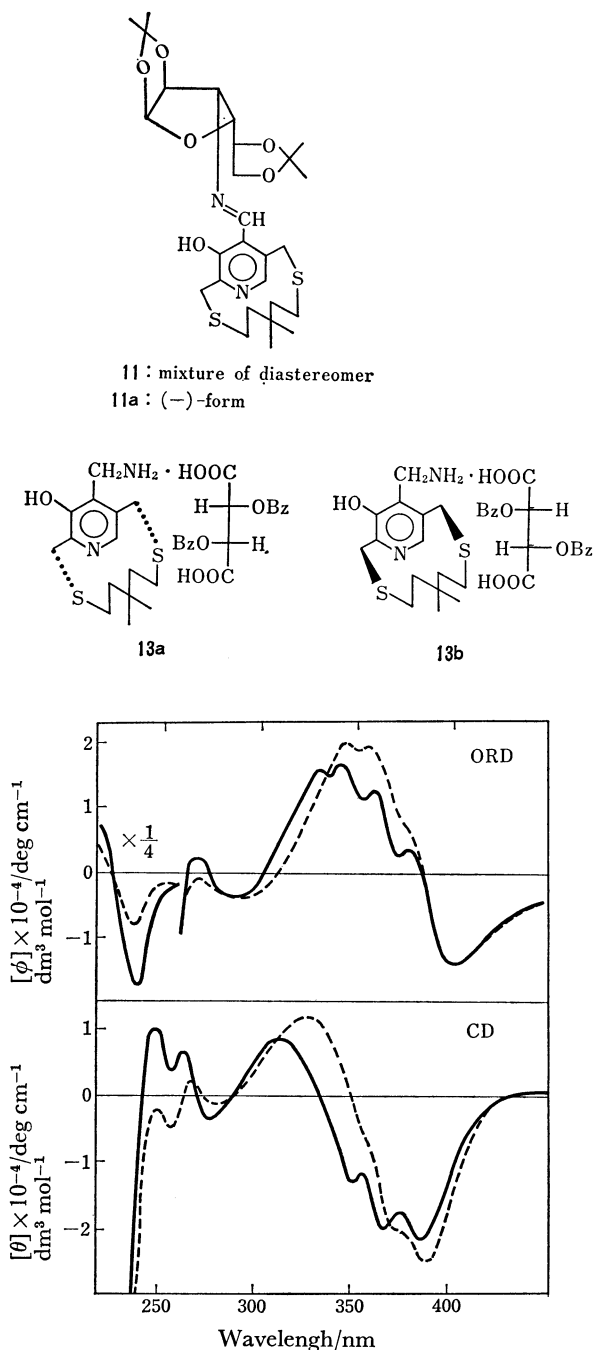 O
O
O
O
O
N
CH
HO
N
S
S
11 : mixture of diastereomer
11a : (−)-form
CH₂NH₂ · HOOC
HO
H OBz
BzO H
HOOC
N
S
S
13a
CH₂NH₂ · HOOC
HO
BzO H
H OBz
HOOC
N
S
S
13b
ORD
×1/4
2
1
0
−1
[ϕ]×10⁻⁴/deg cm⁻¹
dm³ mol⁻¹
CD
1
0
−1
−2
[θ]×10⁻⁴/deg cm⁻¹
dm³ mol⁻¹
250 300 350 400
Wavelengh/nm